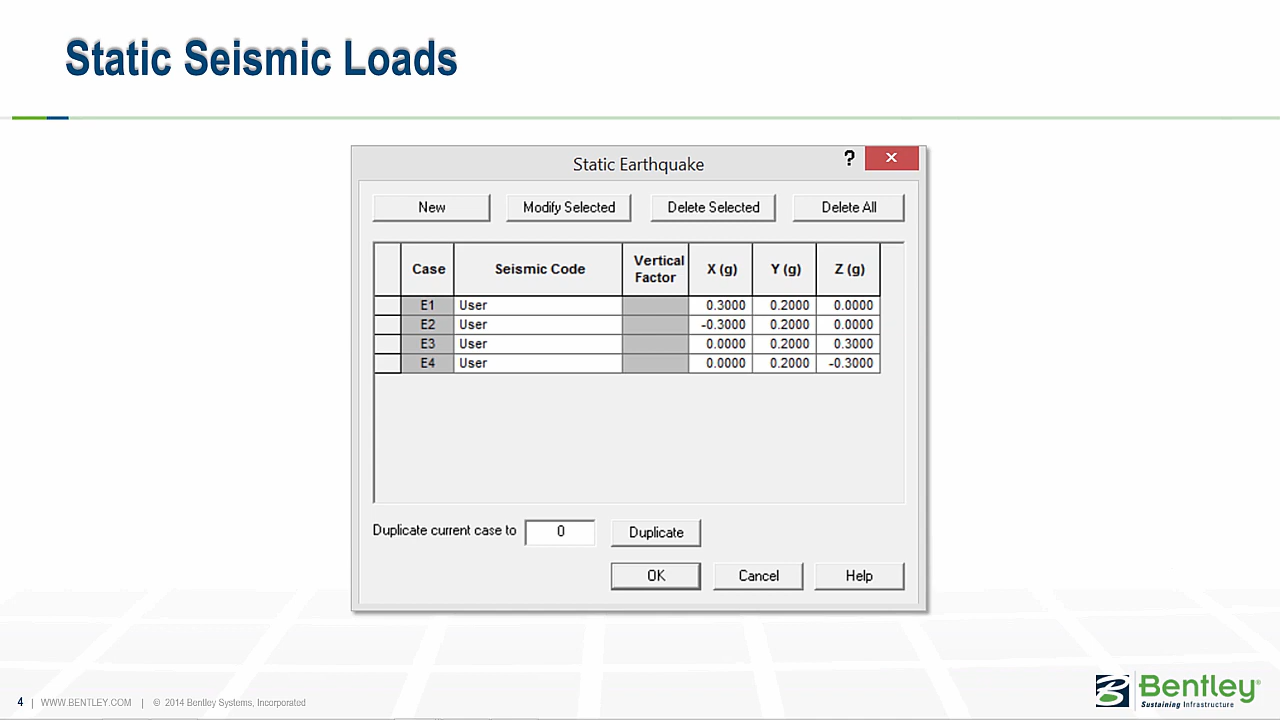 Static Seismic Loads
Static Earthquake
?
New Modify Selected Delete Selected Delete All
Case Seismic Code Vertical Factor X (g) Y (g) Z (g)
E1 User 0.3000 0.2000 0.0000
E2 User -0.3000 0.2000 0.0000
E3 User 0.0000 0.2000 0.3000
E4 User 0.0000 0.2000 -0.3000
Duplicate current case to 0 Duplicate
OK Cancel Help
4 | WWW.BENTLEY.COM | © 2014 Bentley Systems, Incorporated
Bentley®
Sustaining Infrastructure